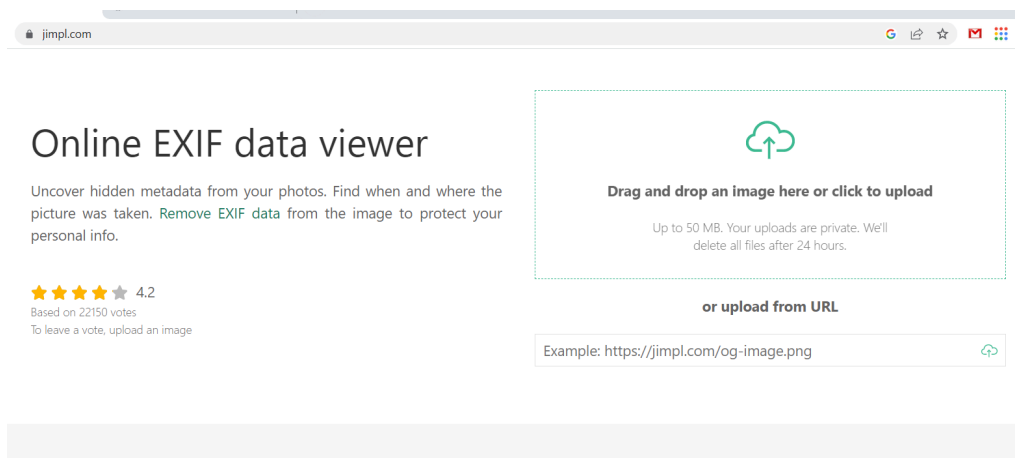 jimpl.com
Online EXIF data viewer
Uncover hidden metadata from your photos. Find when and where the
picture was taken. Remove EXIF data from the image to protect your
personal info.
4.2
Based on 22150 votes
To leave a vote, upload an image
Drag and drop an image here or click to upload
Up to 50 MB. Your uploads are private. We'll
delete all files after 24 hours.
or upload from URL
Example: https://jimpl.com/og-image.png